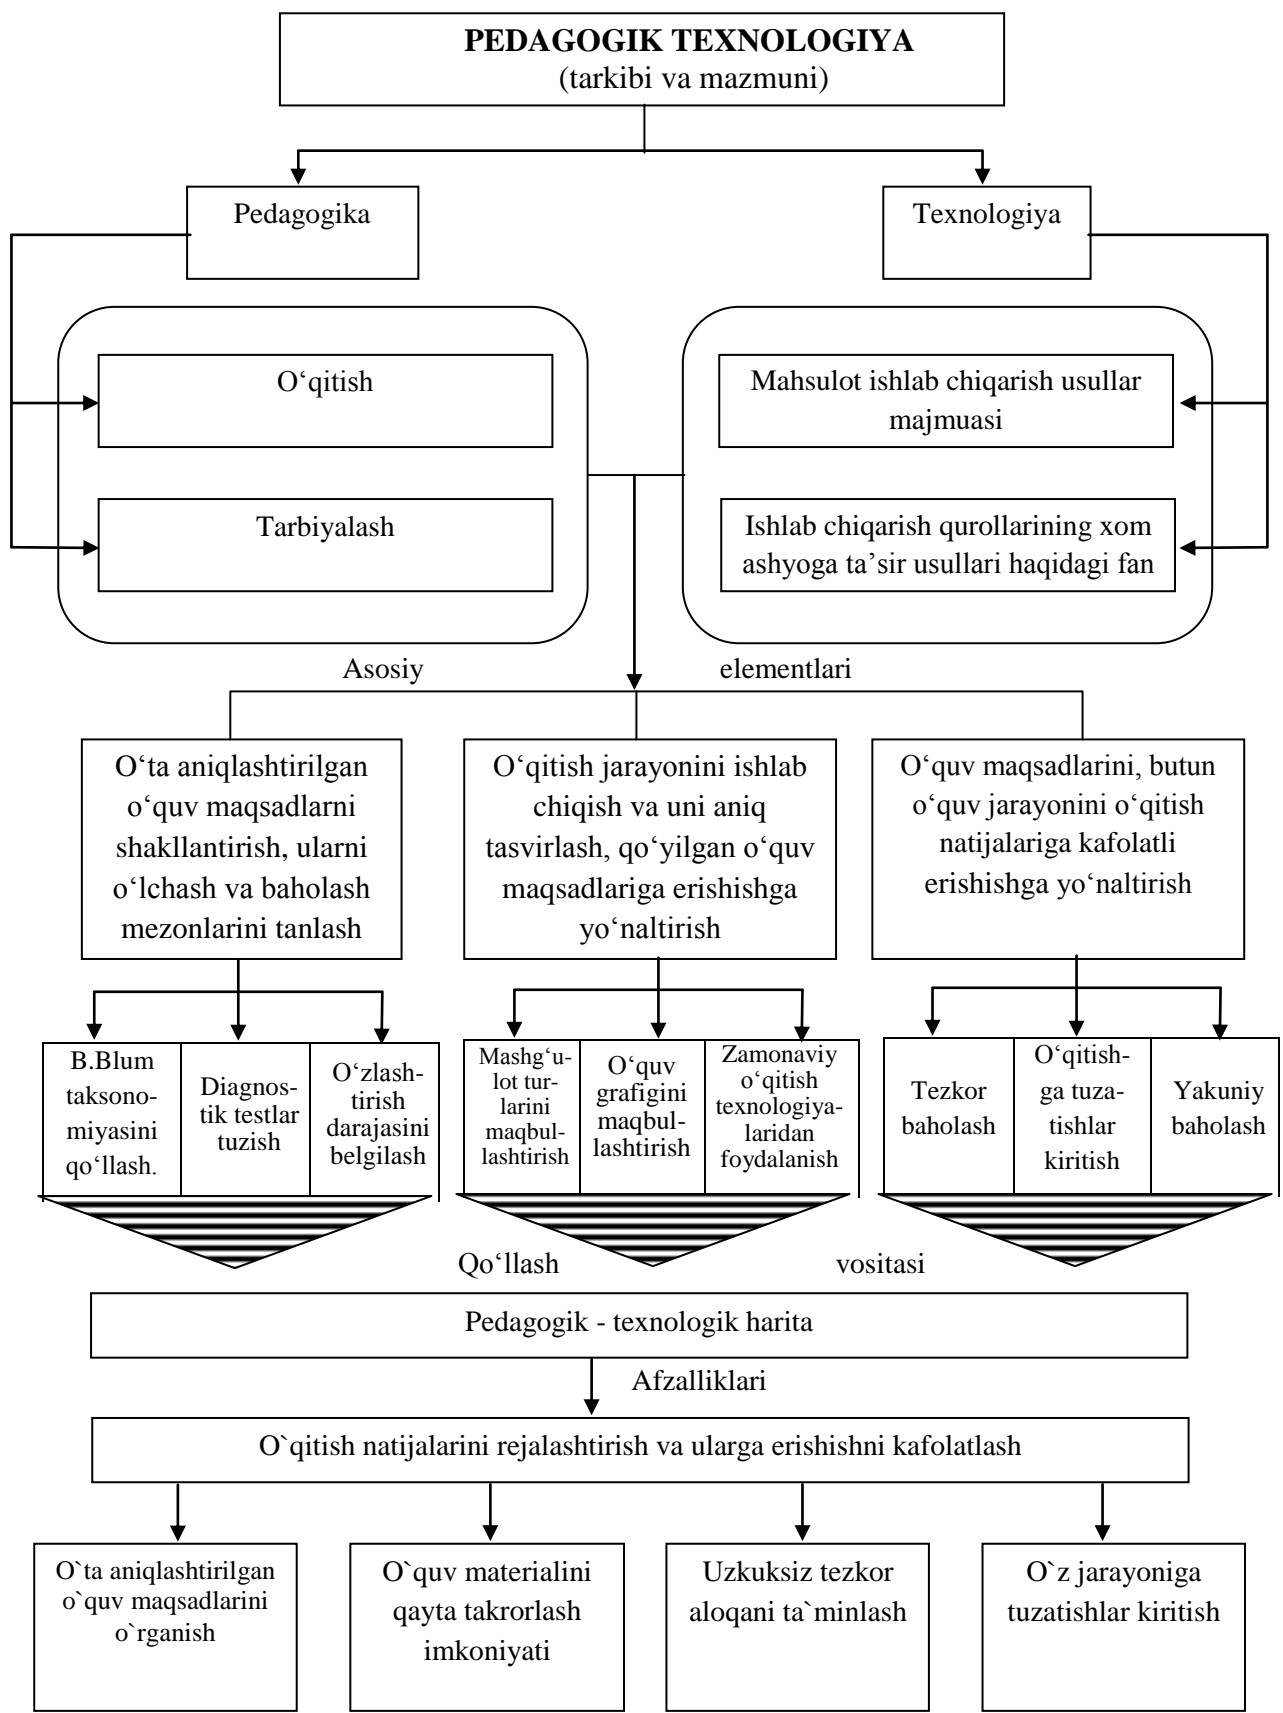 PEDAGOGIK TEXNOLOGIYA
(tarkibi va mazmuni)
Pedagogika
Texnologiya
O‘qitish
Mahsulot ishlab chiqarish usullar
majmuasi
Tarbiyalash
Ishlab chiqarish qurollarining xom
ashyoga ta’sir usullari haqidagi fan
Asosiy elementlari
O‘ta aniqlashtirilgan
o‘quv maqsadlarni
shakllantirish, ularni
o‘lchash va baholash
mezonlarini tanlash
O‘qitish jarayonini ishlab
chiqish va uni aniq
tasvirlash, qo‘yilgan o‘quv
maqsadlariga erishishga
yo‘naltirish
O‘quv maqsadlarini, butun
o‘quv jarayonini o‘qitish
natijalariga kafolatli
erishishga yo‘naltirish
B.Blum
taksono-
miyasini
qo‘llash.
Diagnos-
tik testlar
tuzish
O‘zlash-
tirish
darajasini
belgilash
Mashg‘u-
lot tur-
larini
maqbul-
lashtirish
O‘quv
grafigini
maqbul-
lashtirish
Zamonaviy
o‘qitish
texnologiya-
laridan
foydalanish
Tezkor
baholash
O‘qitish-
ga tuza-
tishlar
kiritish
Yakuniy
baholash
Qo‘llash vositasi
Pedagogik - texnologik harita
Afzalliklari
O`qitish natijalarini rejalashtirish va ularga erishishni kafolatlash
O`ta aniqlashtirilgan
o`quv maqsadlarini
o`rganish
O`quv materialini
qayta takrorlash
imkoniyati
Uzkuksiz tezkor
aloqani ta`minlash
O`z jarayoniga
tuzatishlar kiritish